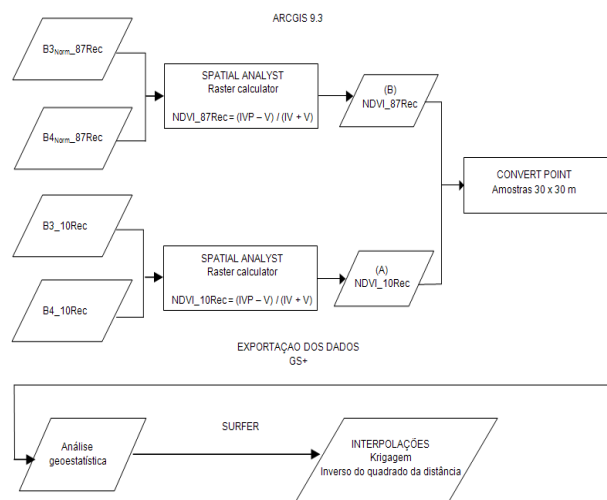 ARCGIS 9.3
B3Norm_87Rec
SPATIAL ANALYST
Raster calculator
NDVI_87Rec = (IVP – V) / (IV + V)
(B)
NDVI_87Rec
B4Norm_87Rec
CONVERT POINT
Amostras 30 x 30 m
B3_10Rec
SPATIAL ANALYST
Raster calculator
NDVI_10Rec = (IVP – V) / (IV + V)
(A)
NDVI_10Rec
B4_10Rec
EXPORTAÇAO DOS DADOS
GS+
Análise
geoestatística
SURFER
INTERPOLAÇÕES
Krigagem
Inverso do quadrado da distância